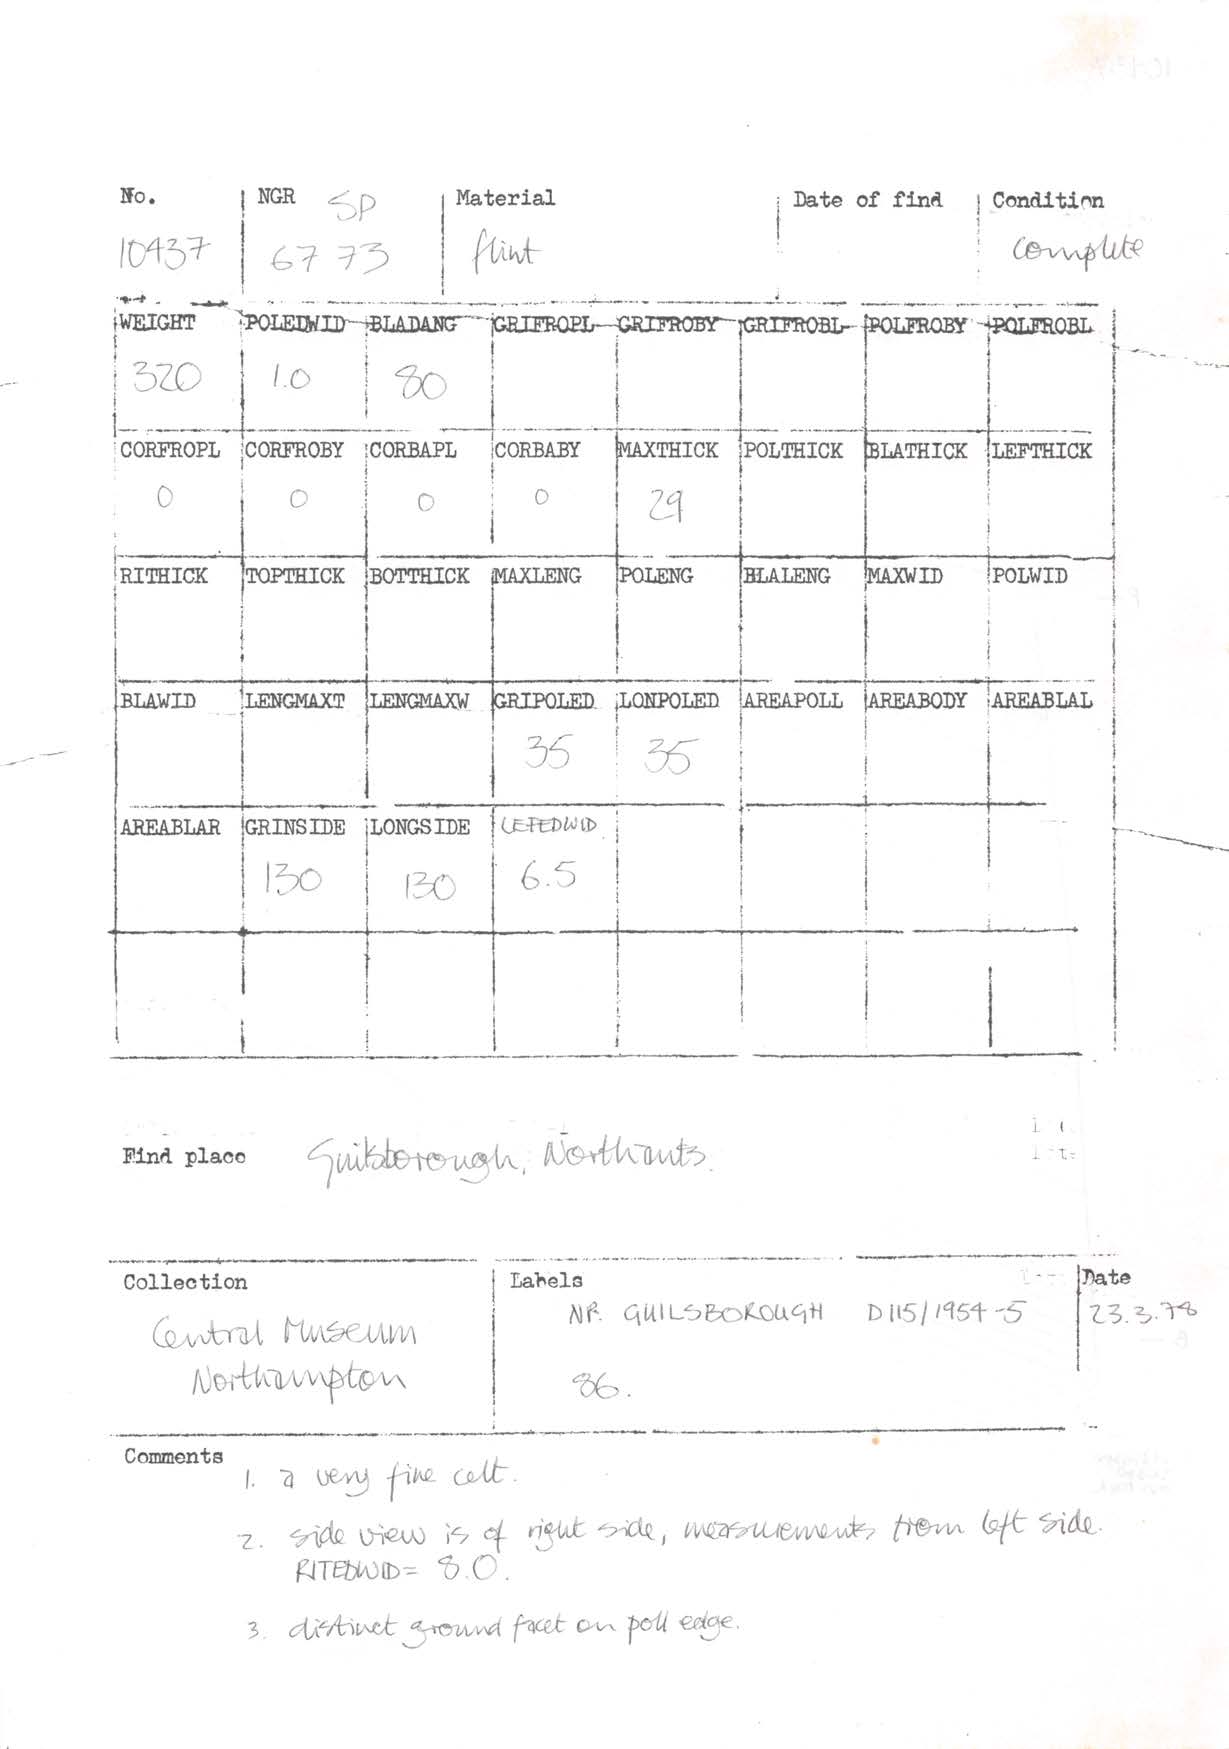 No. NGR SP Material Date of find Condition
10437 67 73 flint complete
WEIGHT POLEDWID BLADANG GRIFROPL GRIFROBY GRIFROBL POLFROBY POLFROBL
320 1.0 80
CORFROPL CORFROBY CORBAPL CORBABY MAXTHICK POLTHICK BLATHICK LEFTHICK
0 0 0 0 29
RITHICK TOPTHICK BOTTHICK MAXLENG POLENG BLALENG MAXWID POLWID
BLAWID LENGMAXT LENGMAXW GRIPOLED LONPOLED AREAPOLL AREABODY AREABLAL
35 35
AREABLAR GRINSIDE LONGSIDE LEFEDWID
130 130 6.5
Find place Guilsborough, Northants.
Collection Labels Date
NR. GUILSBOROUGH D115/1954-5 23.3.78
Central Museum
Northampton 86.
Comments
1. a very fine celt.
2. side view is of right side, measurements from left side.
RITEDWID= 8.0.
3. distinct ground facet on poll edge.